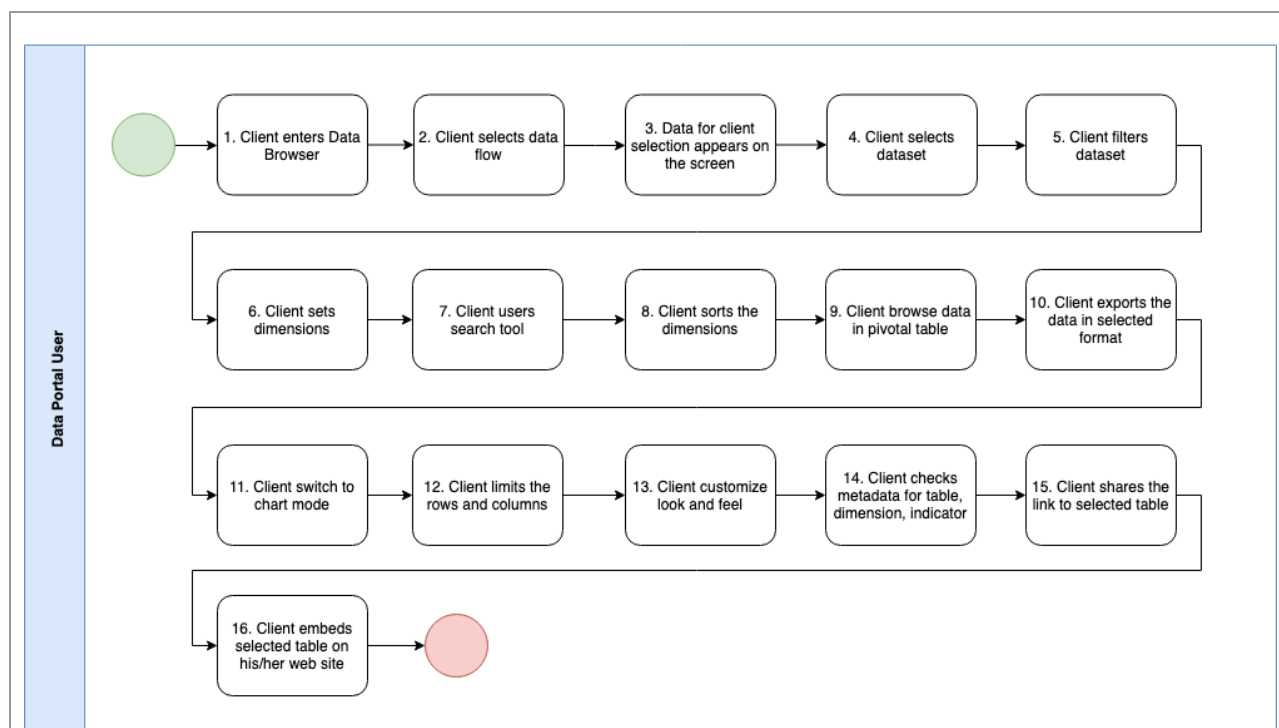 Data Portal User
1. Client enters Data
Browser
2. Client selects data
flow
3. Data for client
selection appears on
the screen
4. Client selects
dataset
5. Client filters
dataset
6. Client sets
dimensions
7. Client users
search tool
8. Client sorts the
dimensions
9. Client browse data
in pivotal table
10. Client exports the
data in selected
format
11. Client switch to
chart mode
12. Client limits the
rows and columns
13. Client customize
look and feel
14. Client checks
metadata for table,
dimension, indicator
15. Client shares the
link to selected table
16. Client embeds
selected table on
his/her web site